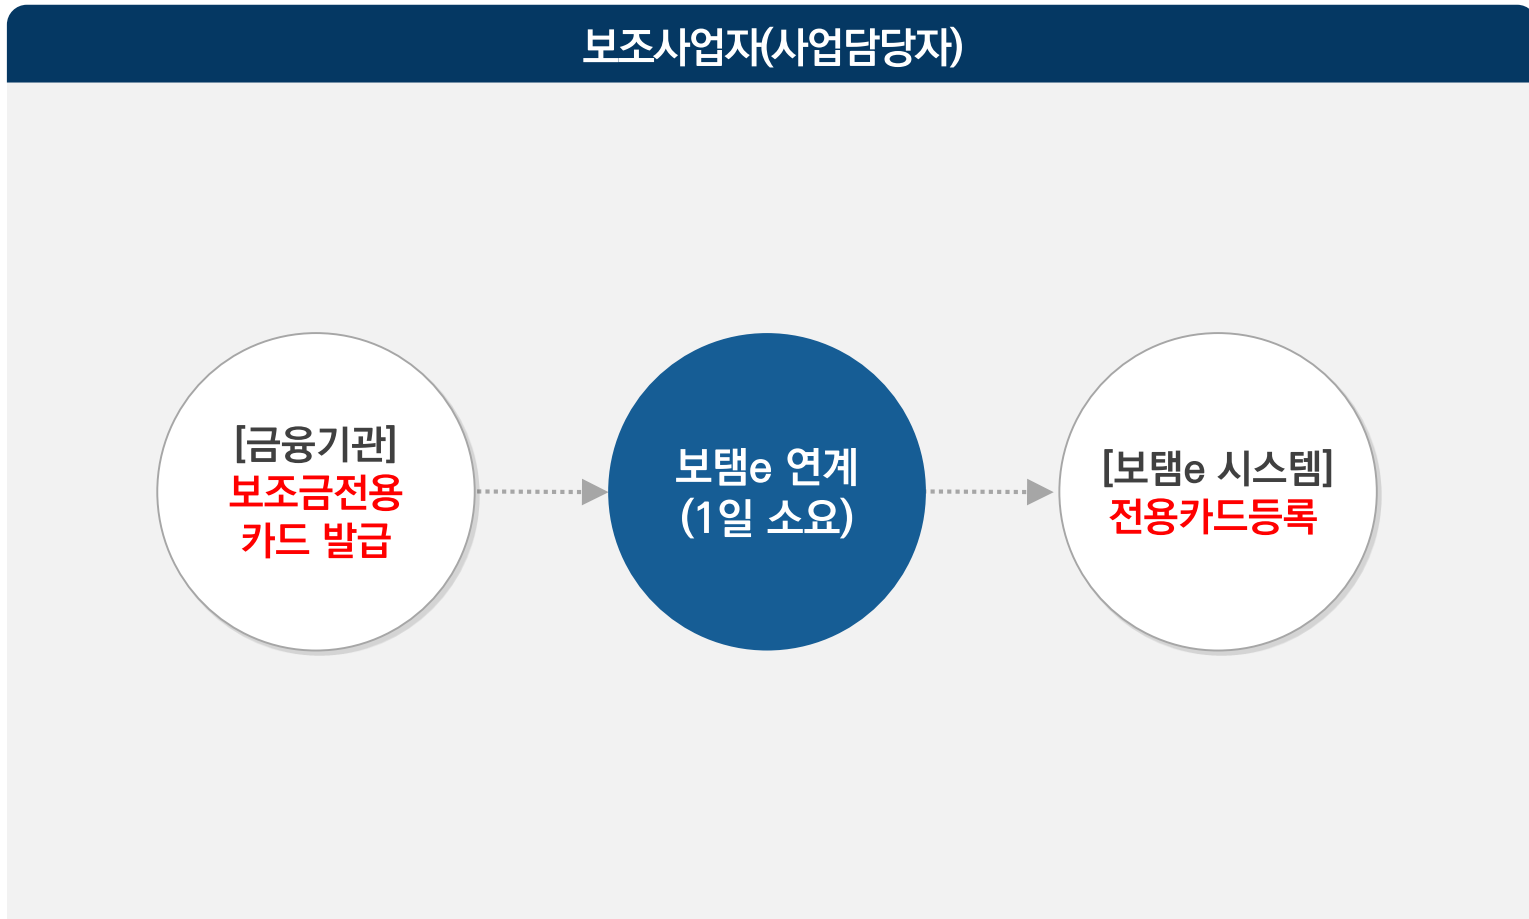 보조사업자(사업담당자)
[금융기관]
보조금전용
카드 발급
보탬e 연계
(1일 소요)
[보탬e 시스템]
전용카드등록